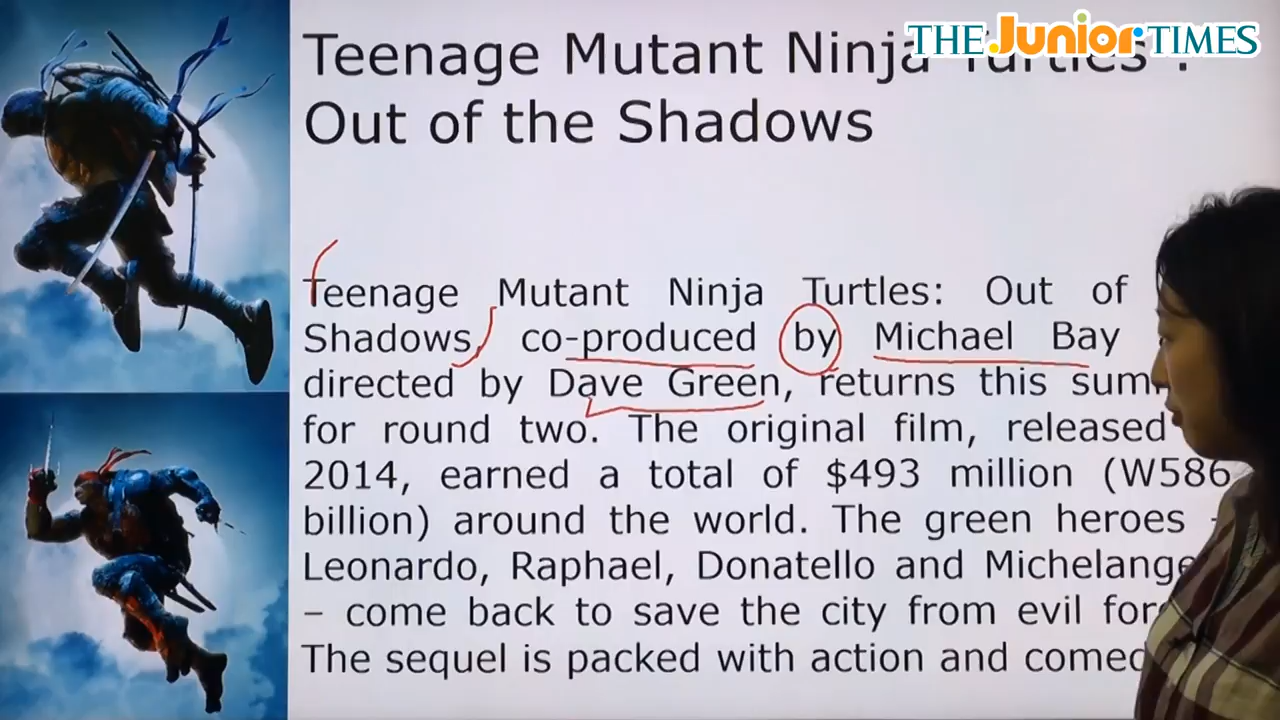 THE Junior TIMES
Teenage Mutant Ninja Turtles :
Out of the Shadows
Teenage Mutant Ninja Turtles: Out of
Shadows, co-produced by Michael Bay
directed by Dave Green, returns this
for round two. The original film, released
2014, earned a total of $493 million (W586
billion) around the world. The green heroes
Leonardo, Raphael, Donatello and
– come back to save the city from evil
The sequel is packed with action and